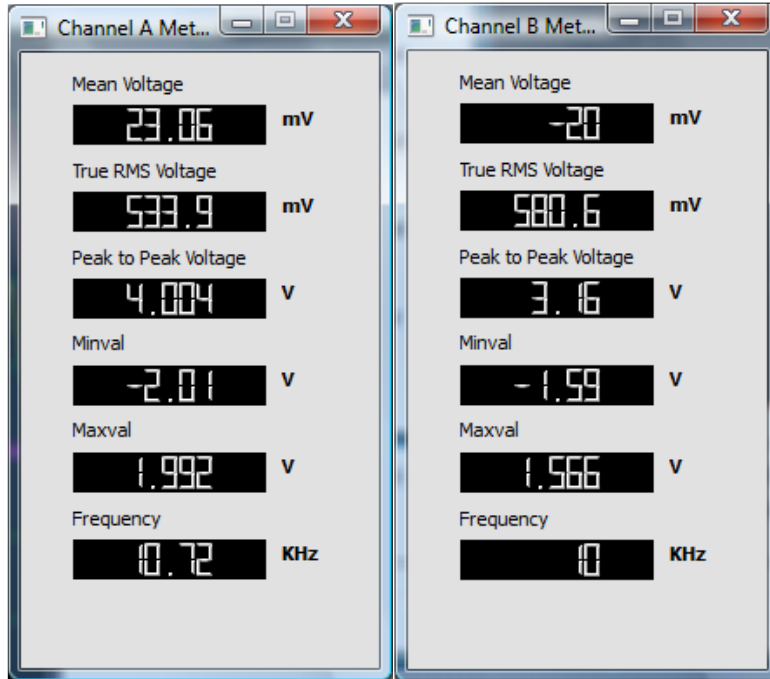 Channel A Met...
Mean Voltage
23.06 mV
True RMS Voltage
533.9 mV
Peak to Peak Voltage
4.004 V
Minval
-2.01 V
Maxval
1.992 V
Frequency
10.72 KHz
Channel B Met...
Mean Voltage
-20 mV
True RMS Voltage
580.6 mV
Peak to Peak Voltage
3.16 V
Minval
-1.59 V
Maxval
1.566 V
Frequency
10 KHz